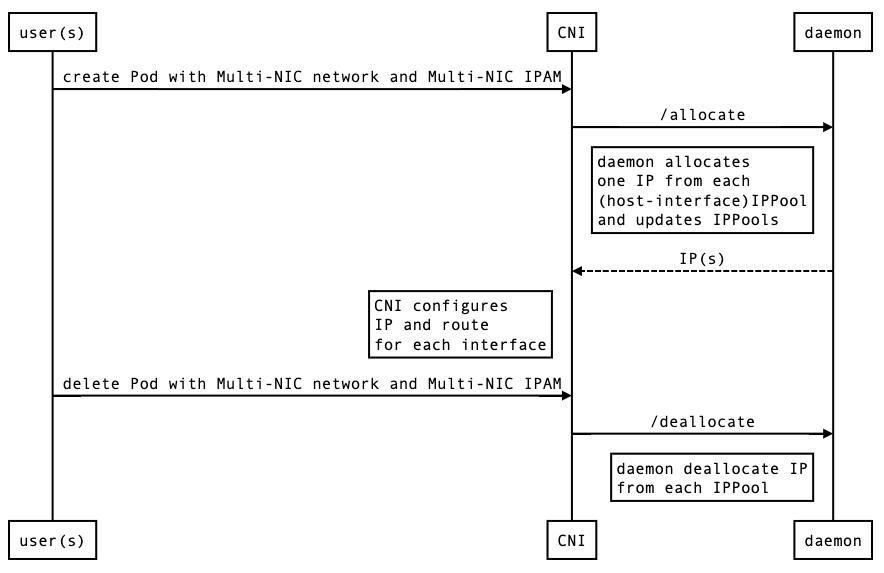 user(s)
CNI
daemon
create Pod with Multi-NIC network and Multi-NIC IPAM
/allocate
daemon allocates
one IP from each
(host-interface)IPPool
and updates IPPools
IP(s)
CNI configures
IP and route
for each interface
delete Pod with Multi-NIC network and Multi-NIC IPAM
/deallocate
daemon deallocate IP
from each IPPool
user(s)
CNI
daemon